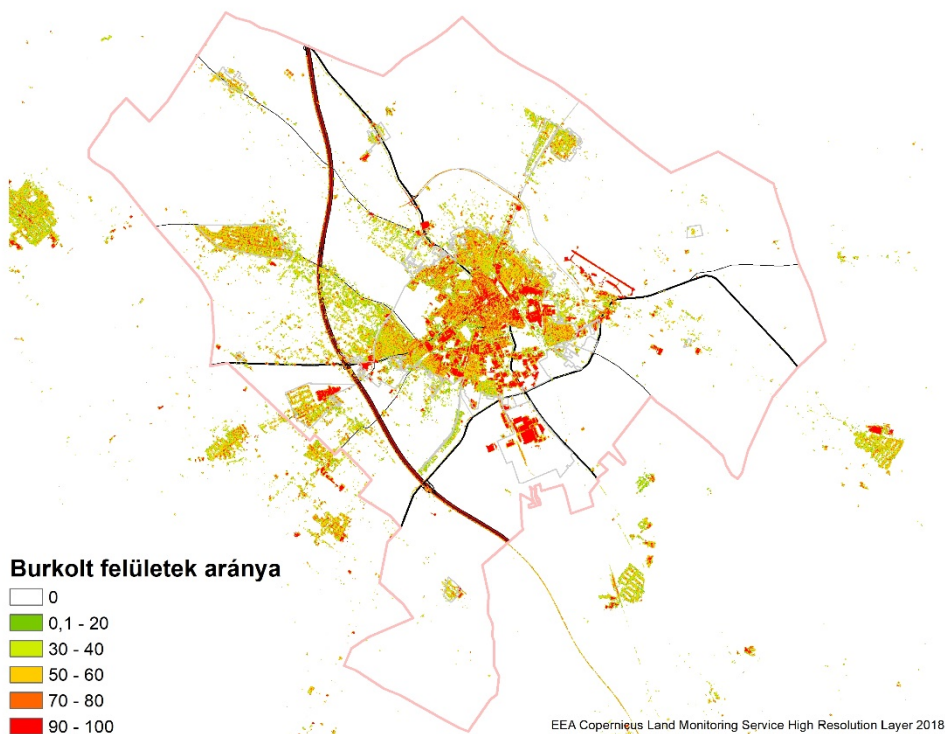 Burkolt felületek aránya
0
0,1 - 20
30 - 40
50 - 60
70 - 80
90 - 100
EEA Copernicus Land Monitoring Service High Resolution Layer 2018